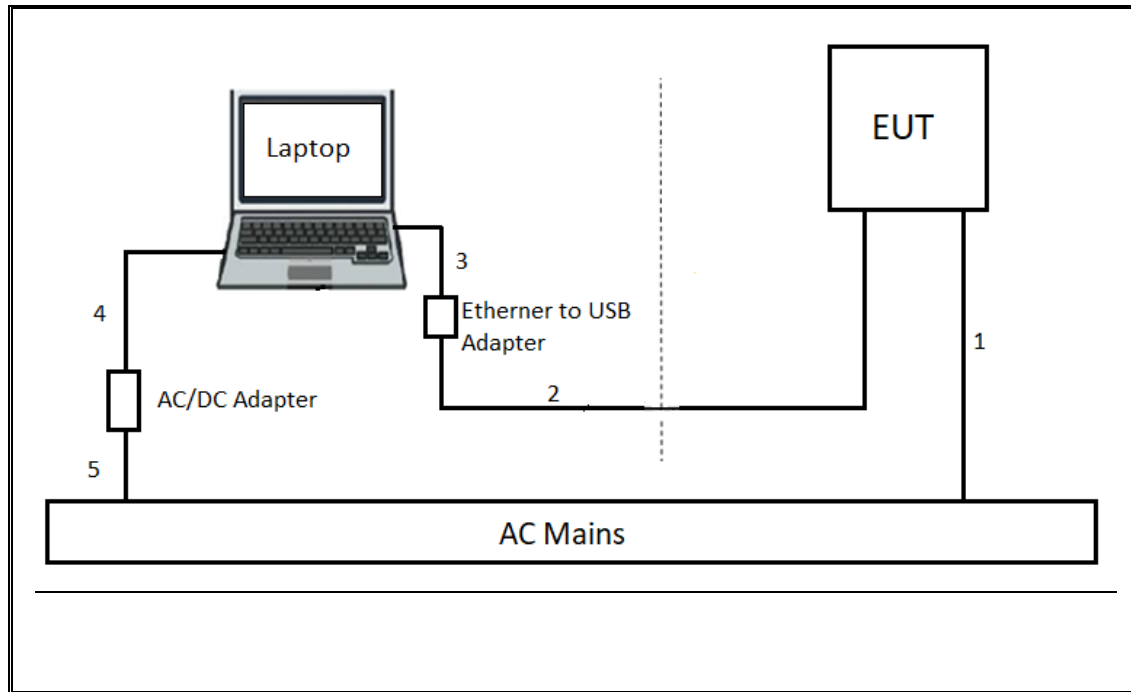 EUT
Laptop
3
Etherner to USB
Adapter
4
1
AC/DC Adapter
2
5
AC Mains